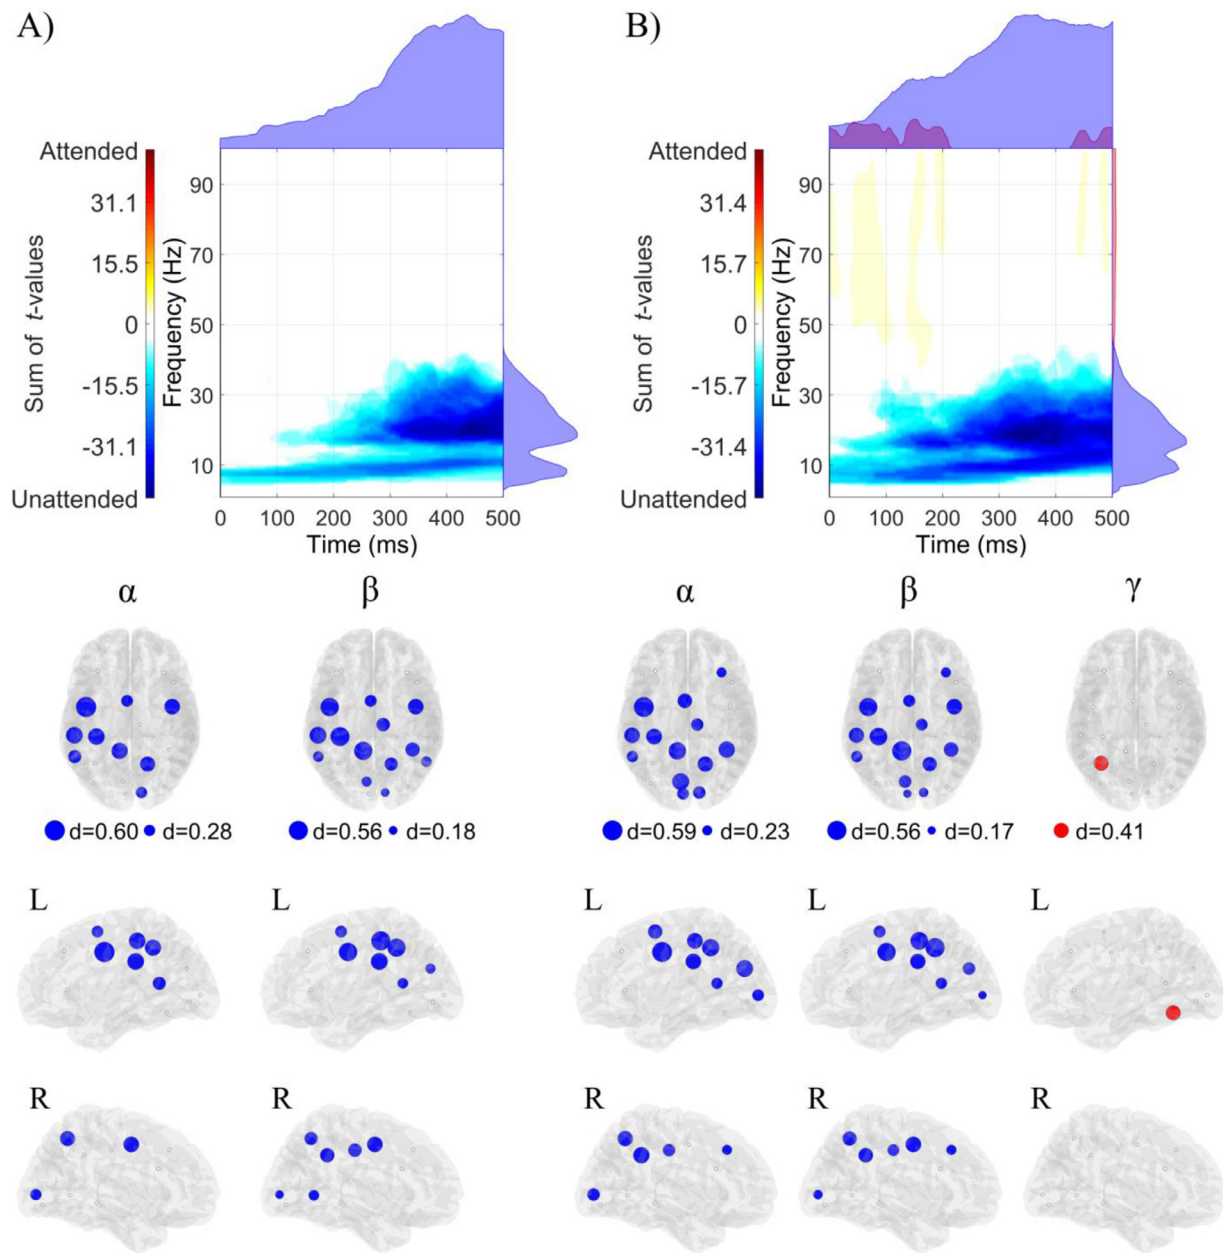 A)
B)
Attended
31.1
15.5
0
-15.5
-31.1
Unattended
Sum of t-values
Frequency (Hz)
90
70
50
30
10
0 100 200 300 400 500
Time (ms)
Attended
31.4
15.7
0
-15.7
-31.4
Unattended
Sum of t-values
Frequency (Hz)
90
70
50
30
10
0 100 200 300 400 500
Time (ms)
α β α β γ
d=0.60 d=0.28 d=0.56 d=0.18 d=0.59 d=0.23 d=0.56 d=0.17 d=0.41
L L L L L
R R R R R